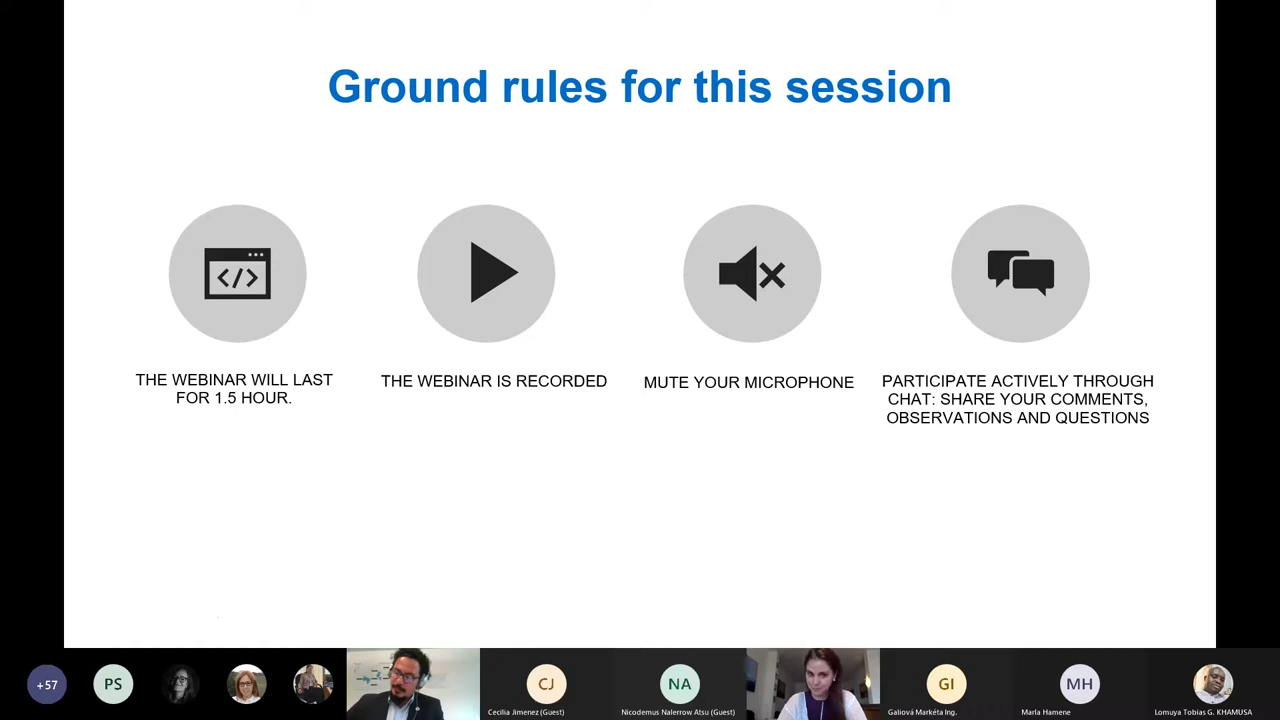 Ground rules for this session
THE WEBINAR WILL LAST
FOR 1.5 HOUR.
THE WEBINAR IS RECORDED
MUTE YOUR MICROPHONE
PARTICIPATE ACTIVELY THROUGH
CHAT: SHARE YOUR COMMENTS,
OBSERVATIONS AND QUESTIONS
+57
PS
CJ
Cecilia Jimenez (Guest)
NA
Nicodemus Nalerrow Atsu (Guest)
GI
Galiová Markéta Ing.
MH
Marla Hamene
Lomuya Tobias G. KHAMUSA